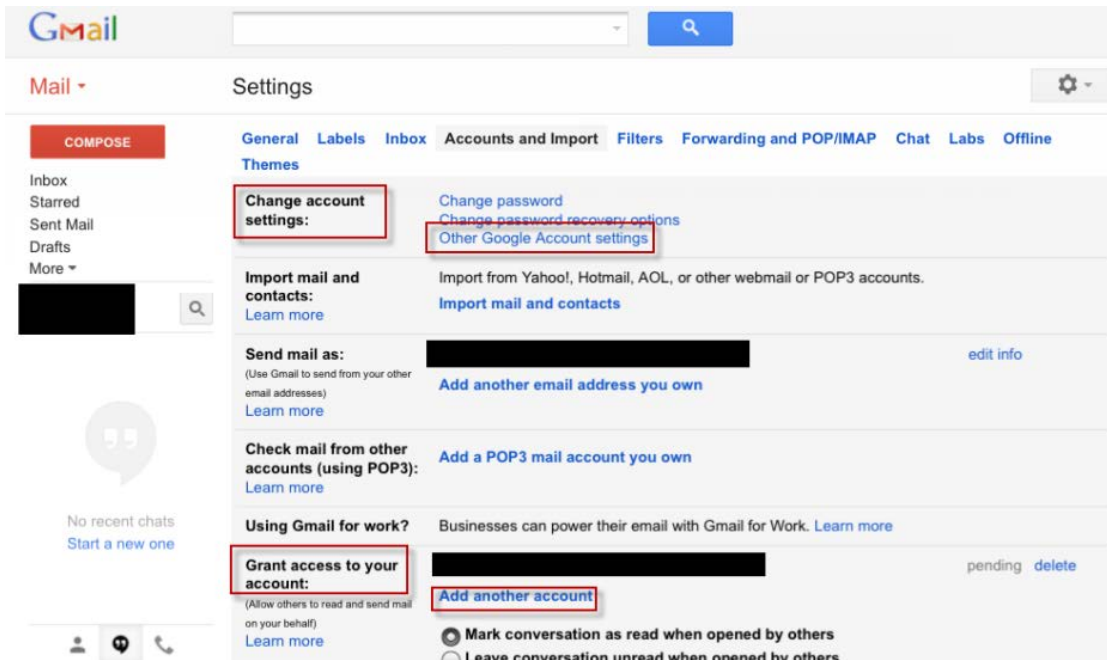 Gmail
Mail
Settings
COMPOSE
General Labels Inbox Accounts and Import Filters Forwarding and POP/IMAP Chat Labs Offline
Themes
Inbox
Starred
Sent Mail
Drafts
More
Change account
settings:
Change password
Change password recovery options
Other Google Account settings
Import mail and
contacts:
Learn more
Import from Yahoo!, Hotmail, AOL, or other webmail or POP3 accounts.
Import mail and contacts
Send mail as:
(Use Gmail to send from your other
email addresses)
Learn more
edit info
Add another email address you own
Check mail from other
accounts (using POP3):
Learn more
Add a POP3 mail account you own
No recent chats
Start a new one
Using Gmail for work?
Businesses can power their email with Gmail for Work. Learn more
Grant access to your
account:
(Allow others to read and send mail
on your behalf)
Learn more
pending delete
Add another account
Mark conversation as read when opened by others
Leave conversation unread when opened by others